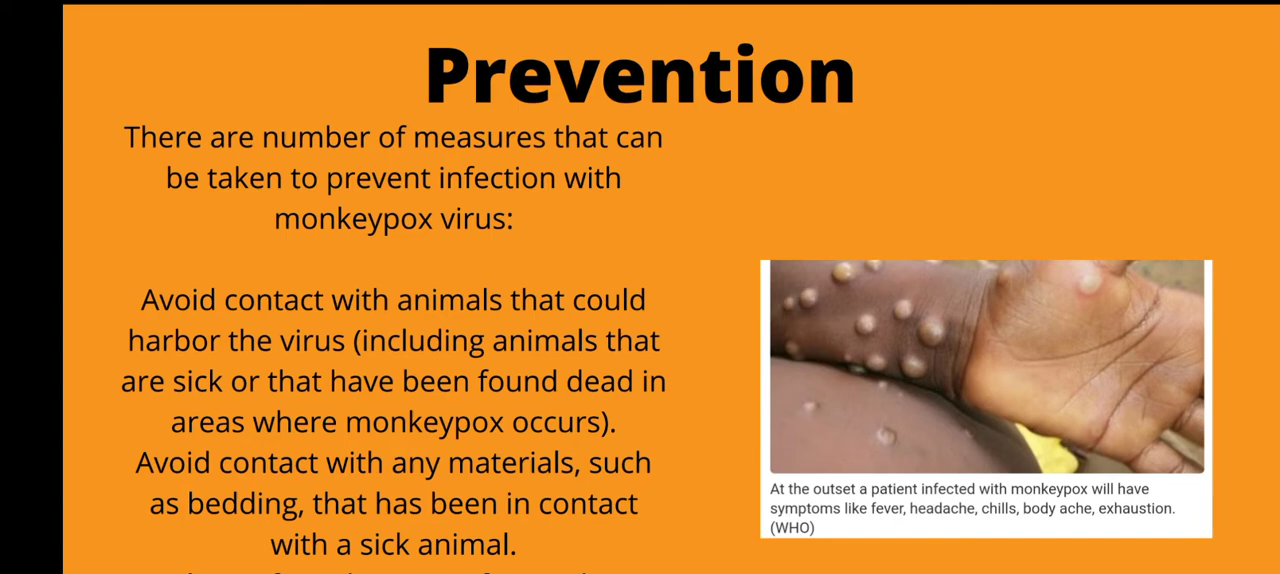 Prevention
There are number of measures that can
be taken to prevent infection with
monkeypox virus:
Avoid contact with animals that could
harbor the virus (including animals that
are sick or that have been found dead in
areas where monkeypox occurs).
Avoid contact with any materials, such
as bedding, that has been in contact
with a sick animal.
At the outset a patient infected with monkeypox will have
symptoms like fever, headache, chills, body ache, exhaustion.
(WHO)